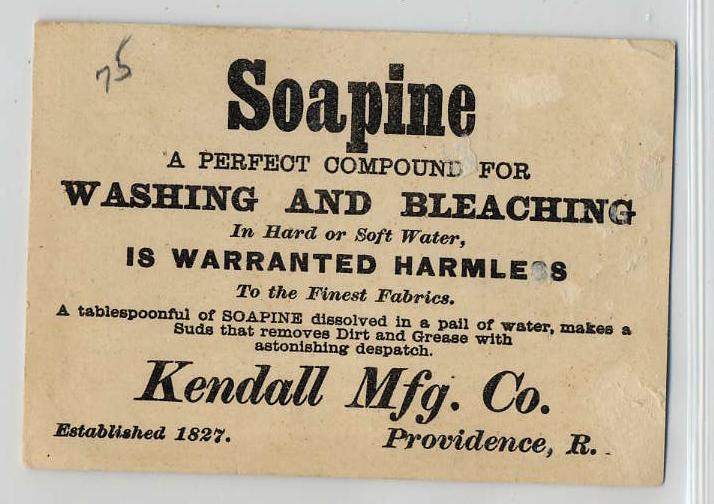 75
Soapine
A PERFECT COMPOUND FOR
WASHING AND BLEACHING
In Hard or Soft Water,
IS WARRANTED HARMLESS
To the Finest Fabrics.
A tablespoonful of SOAPINE dissolved in a pail of water, makes a
Suds that removes Dirt and Grease with
astonishing despatch.
Kendall Mfg. Co.
Established 1827.
Providence, R.